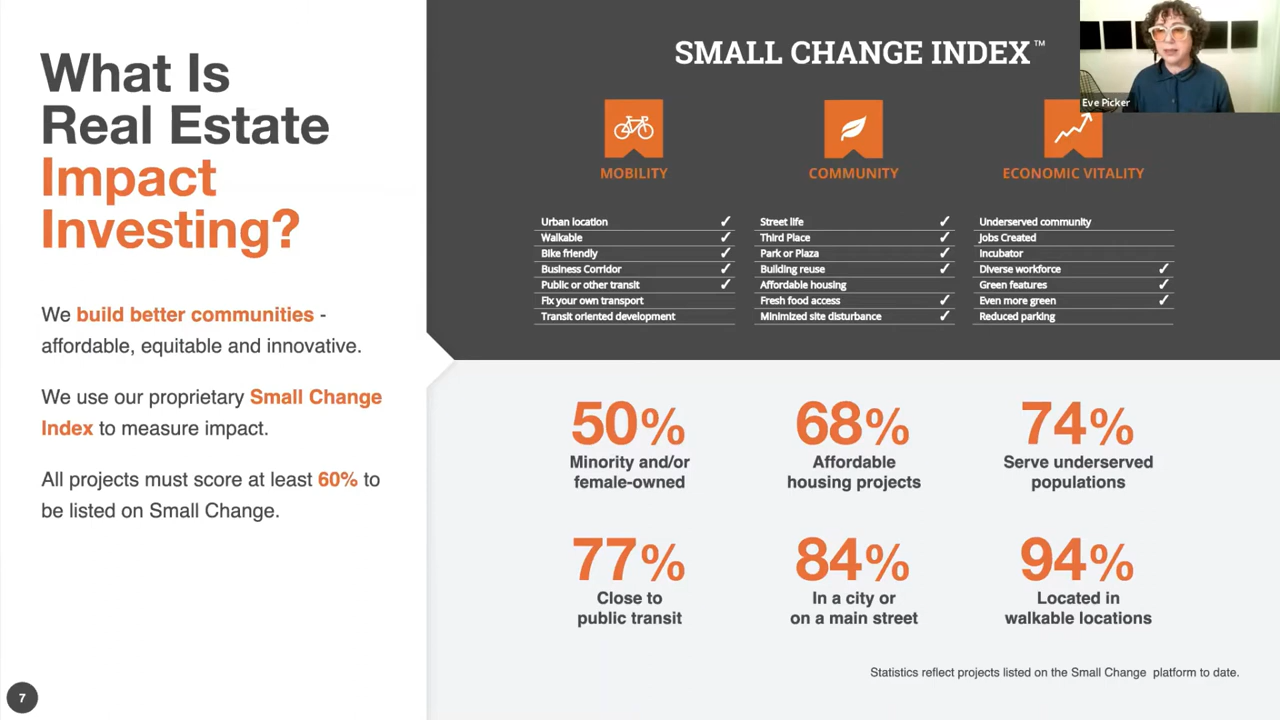 What Is
Real Estate
Impact
Investing?
We build better communities -
affordable, equitable and innovative.
We use our proprietary Small Change
Index to measure impact.
All projects must score at least 60% to
be listed on Small Change.
7
SMALL CHANGE INDEX™
Eve Picker
MOBILITY
Urban location ✓
Walkable ✓
Bike friendly ✓
Business Corridor ✓
Public or other transit ✓
Fix your own transport
Transit oriented development
COMMUNITY
Street life ✓
Third Place ✓
Park or Plaza ✓
Building reuse ✓
Affordable housing
Fresh food access ✓
Minimized site disturbance ✓
ECONOMIC VITALITY
Underserved community
Jobs Created
Incubator
Diverse workforce ✓
Green features ✓
Even more green ✓
Reduced parking
50%
Minority and/or
female-owned
68%
Affordable
housing projects
74%
Serve underserved
populations
77%
Close to
public transit
84%
In a city or
on a main street
94%
Located in
walkable locations
Statistics reflect projects listed on the Small Change platform to date.